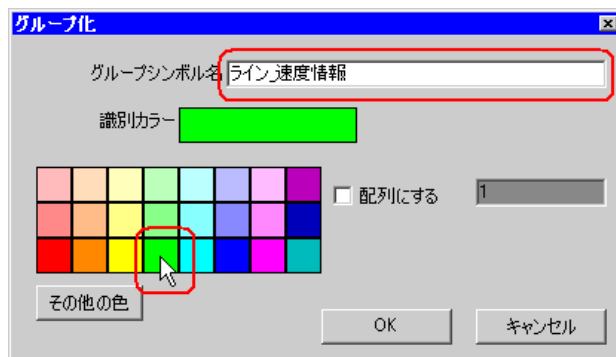 グループ化
グループシンボル名 ライン_速度情報
識別カラー
配列にする 1
その他の色
OK キャンセル